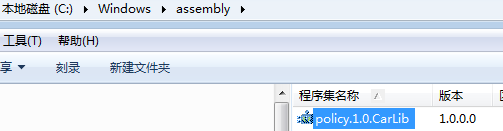 本地磁盘 (C:) ▸ Windows ▸ assembly ▸
工具(T) 帮助(H)
享 ▾ 刻录 新建文件夹
程序集名称 版本
policy.1.0.CarLib 1.0.0.0